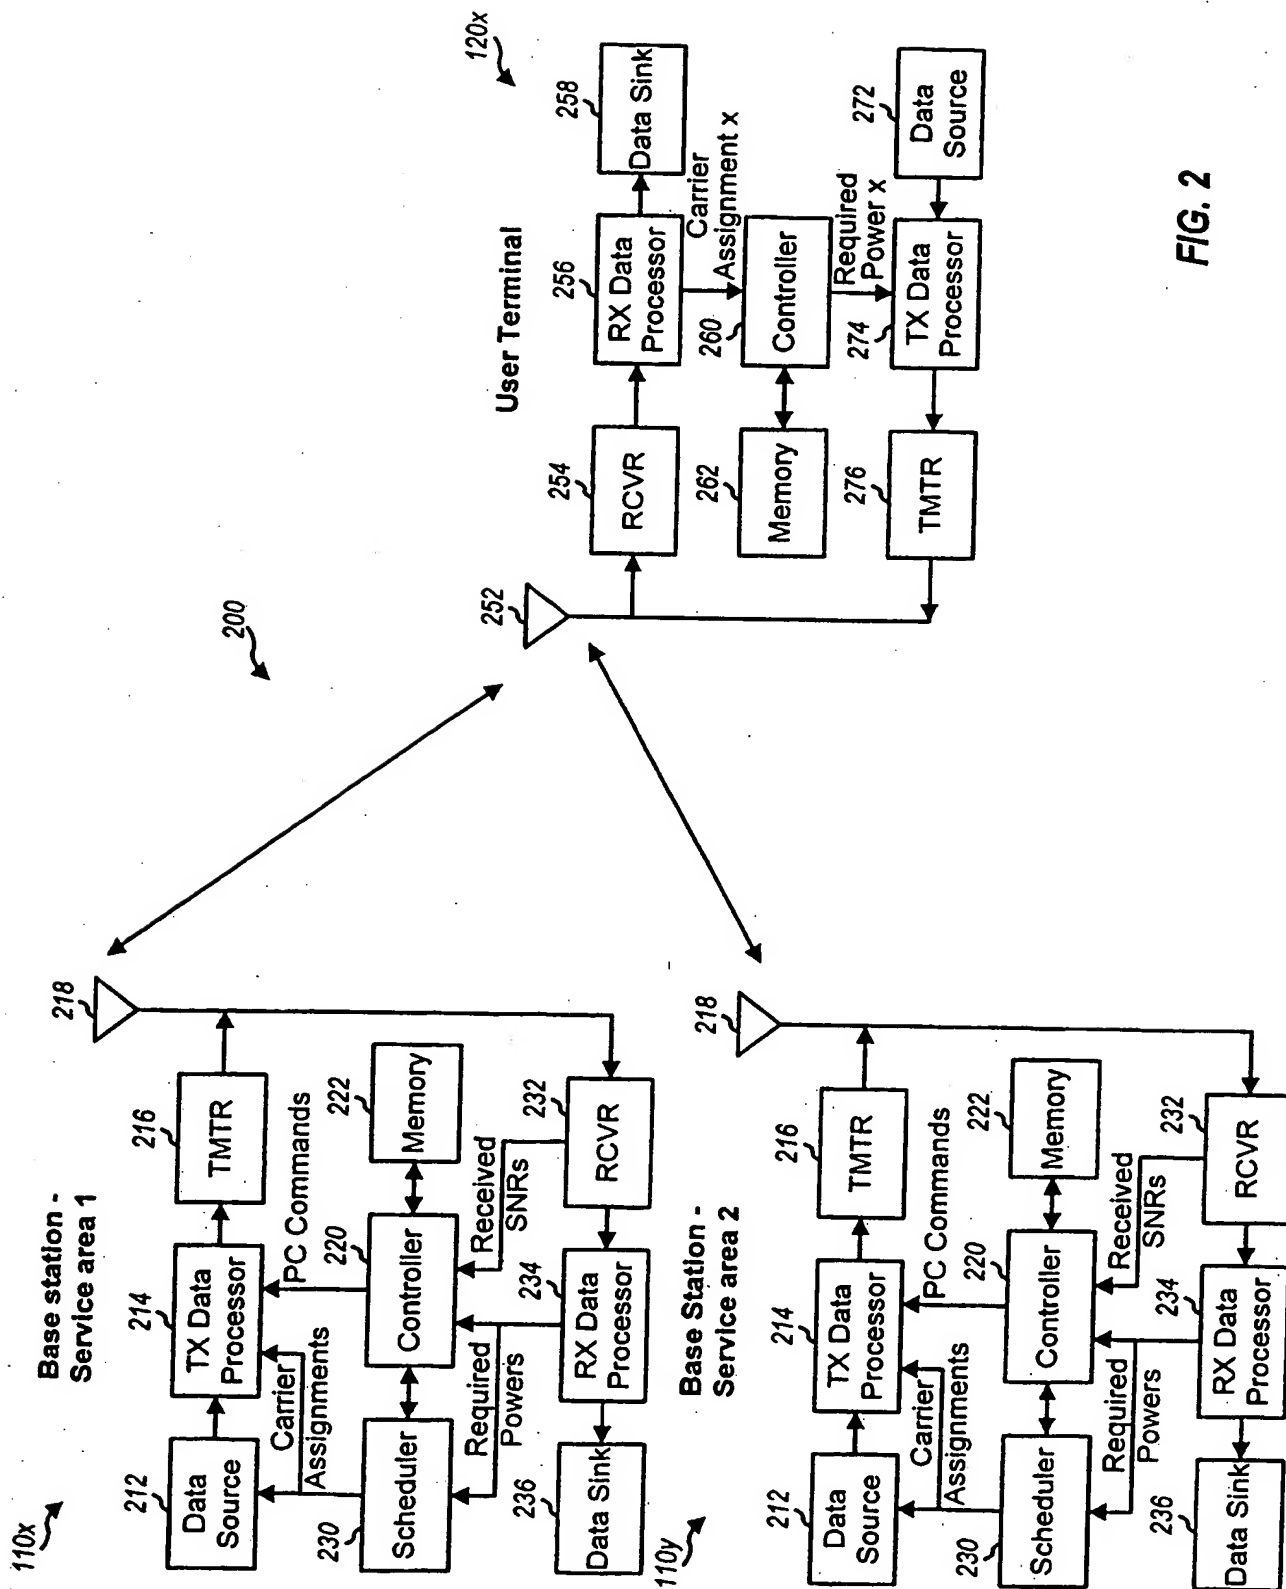 200
110x
Base station -
Service area 1
212
Data
Source
214
TX Data
Processor
216
TMTR
218
Carrier
Assignments
PC Commands
230
Scheduler
220
Controller
222
Memory
Required
Powers
Received
SNRs
236
Data Sink
234
RX Data
Processor
232
RCVR
110y
Base Station -
Service area 2
212
Data
Source
214
TX Data
Processor
216
TMTR
218
Carrier
Assignments
PC Commands
230
Scheduler
220
Controller
222
Memory
Required
Powers
Received
SNRs
236
Data Sink
234
RX Data
Processor
232
RCVR
120x
User Terminal
252
254
RCVR
256
RX Data
Processor
258
Data Sink
Carrier
Assignment x
262
Memory
260
Controller
Required
Power x
276
TMTR
274
TX Data
Processor
272
Data
Source
FIG. 2